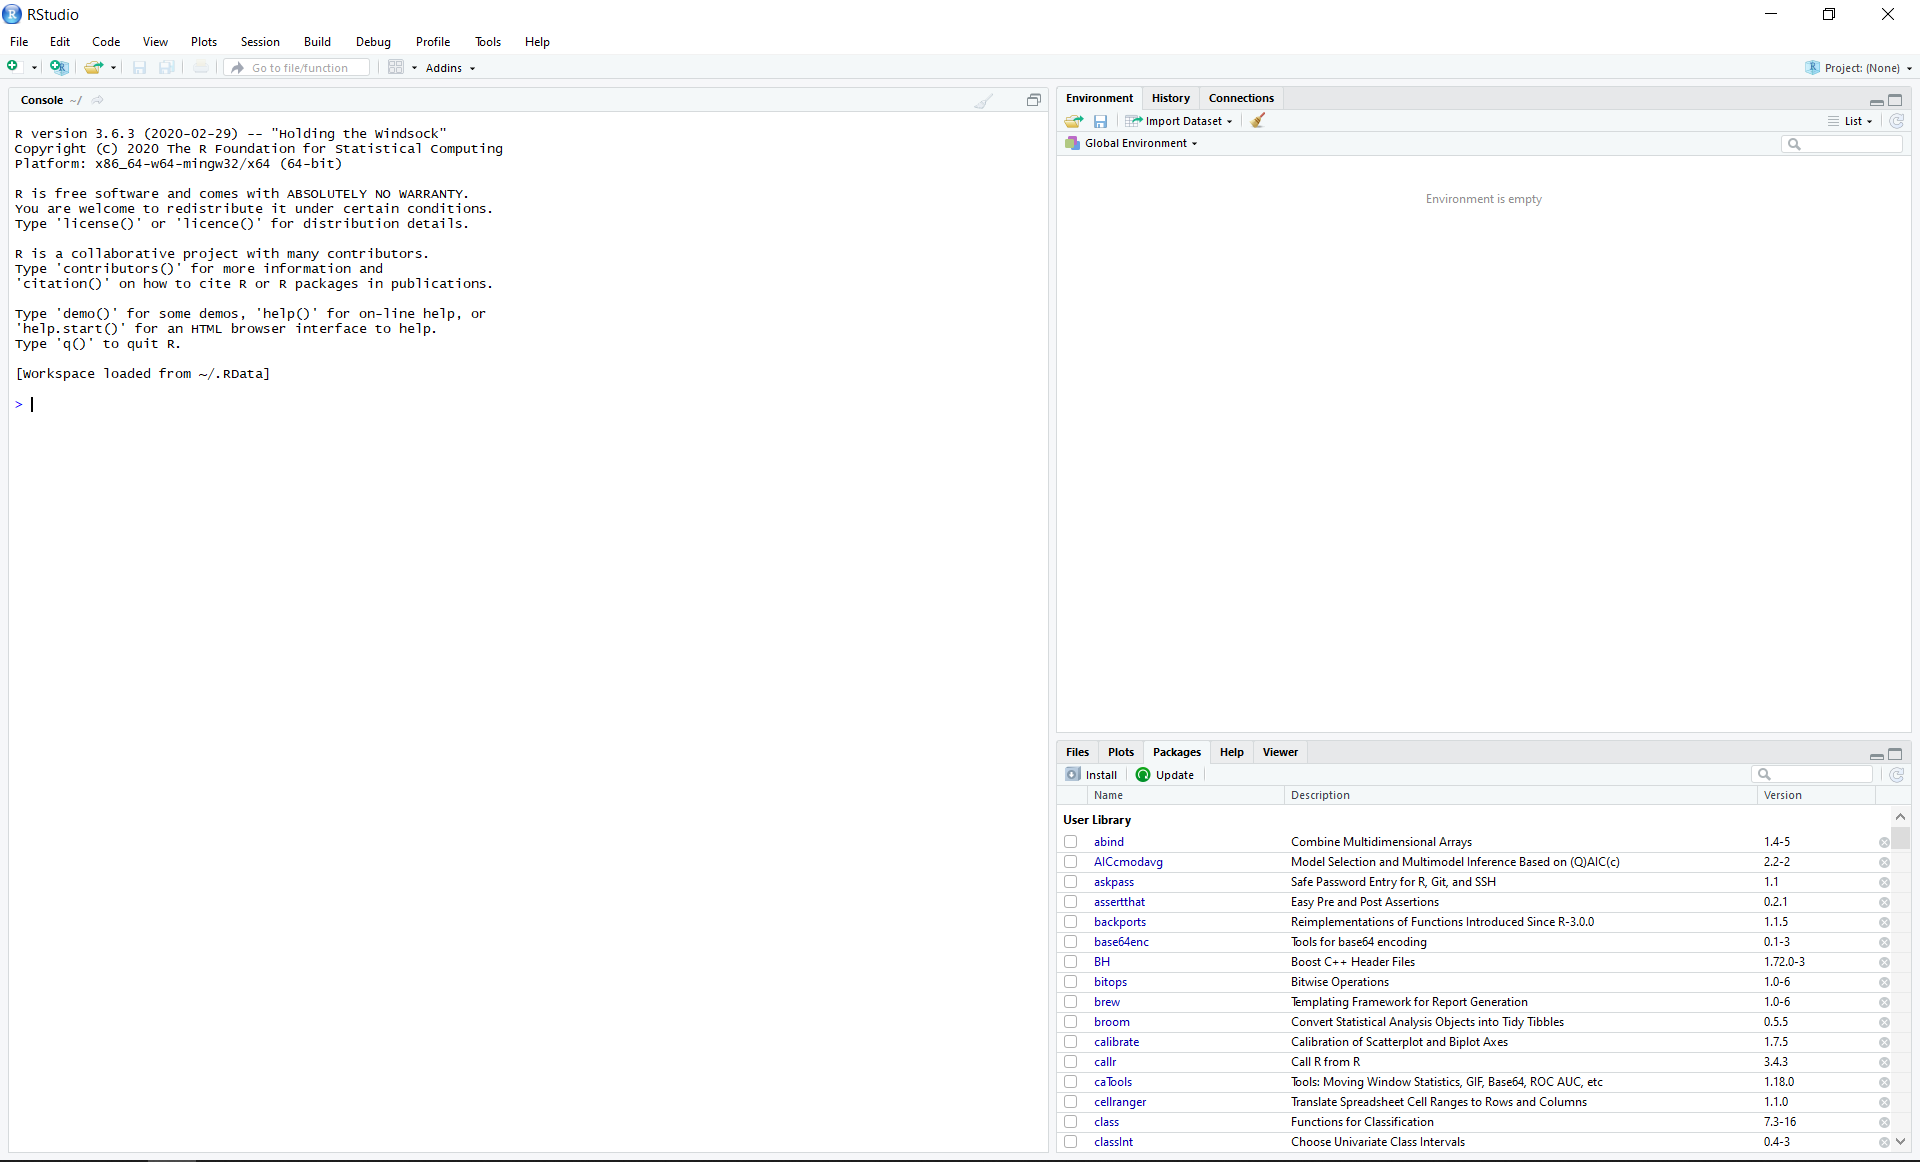 RStudio
File Edit Code View Plots Session Build Debug Profile Tools Help
Go to file/function Addins Project: (None)
Console ~/
R version 3.6.3 (2020-02-29) -- "Holding the Windsock"
Copyright (C) 2020 The R Foundation for Statistical Computing
Platform: x86_64-w64-mingw32/x64 (64-bit)
R is free software and comes with ABSOLUTELY NO WARRANTY.
You are welcome to redistribute it under certain conditions.
Type 'license()' or 'licence()' for distribution details.
R is a collaborative project with many contributors.
Type 'contributors()' for more information and
'citation()' on how to cite R or R packages in publications.
Type 'demo()' for some demos, 'help()' for on-line help, or
'help.start()' for an HTML browser interface to help.
Type 'q()' to quit R.
[Workspace loaded from ~/.RData]
>
Environment History Connections
Import Dataset List
Global Environment
Environment is empty
Files Plots Packages Help Viewer
Install Update
Name Description Version
User Library
abind Combine Multidimensional Arrays 1.4-5
AICcmodavg Model Selection and Multimodel Inference Based on (Q)AIC(c) 2.2-2
askpass Safe Password Entry for R, Git, and SSH 1.1
assertthat Easy Pre and Post Assertions 0.2.1
backports Reimplementations of Functions Introduced Since R-3.0.0 1.1.5
base64enc Tools for base64 encoding 0.1-3
BH Boost C++ Header Files 1.72.0-3
bitops Bitwise Operations 1.0-6
brew Templating Framework for Report Generation 1.0-6
broom Convert Statistical Analysis Objects into Tidy Tibbles 0.5.5
calibrate Calibration of Scatterplot and Biplot Axes 1.7.5
callr Call R from R 3.4.3
caTools Tools: Moving Window Statistics, GIF, Base64, ROC AUC, etc 1.18.0
cellranger Translate Spreadsheet Cell Ranges to Rows and Columns 1.1.0
class Functions for Classification 7.3-16
classInt Choose Univariate Class Intervals 0.4-3